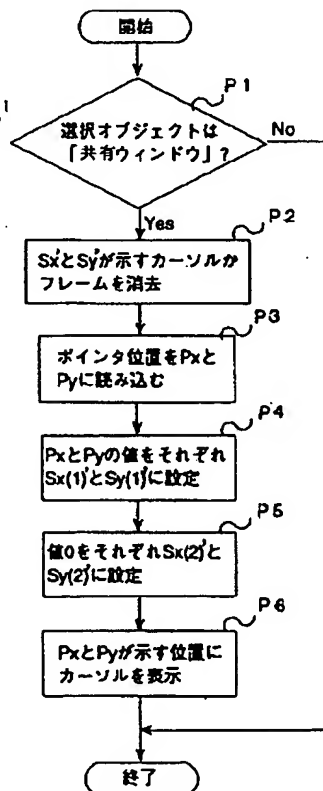 開始
P1
1
選択オブジェクトは
「共有ウィンドウ」?
No
Yes
P2
Sx'とSy'が示すカーソルか
フレームを消去
P3
ポインタ位置をPxと
Pyに読み込む
P4
PxとPyの値をそれぞれ
Sx(1)'とSy(1)'に設定
P5
値0をそれぞれSx(2)'と
Sy(2)'に設定
P6
PxとPyが示す位置に
カーソルを表示
終了